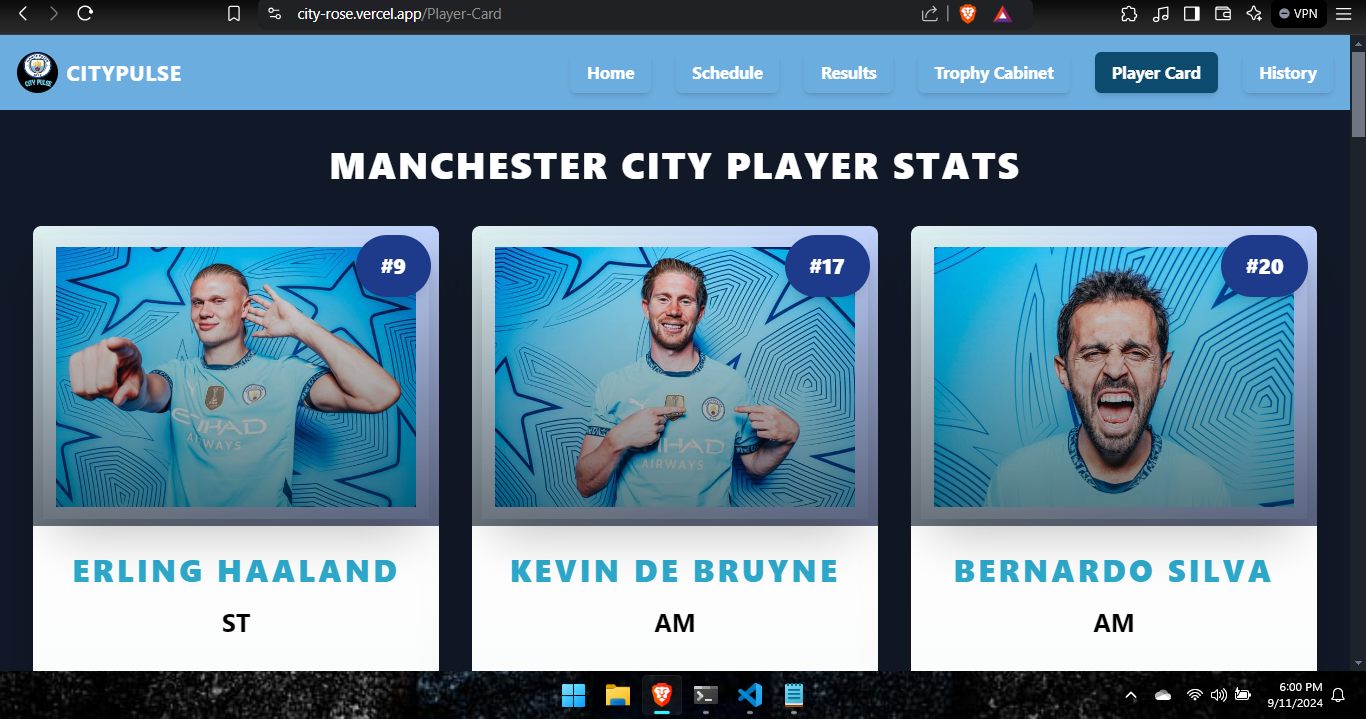 city-rose.vercel.app/Player-Card
VPN
CITY PULSE
CITYPULSE
Home
Schedule
Results
Trophy Cabinet
Player Card
History
MANCHESTER CITY PLAYER STATS
#9
#17
#20
ETIHAD
AIRWAYS
ETIHAD
AIRWAYS
ERLING HAALAND
KEVIN DE BRUYNE
BERNARDO SILVA
ST
AM
AM
6:00 PM
9/11/2024